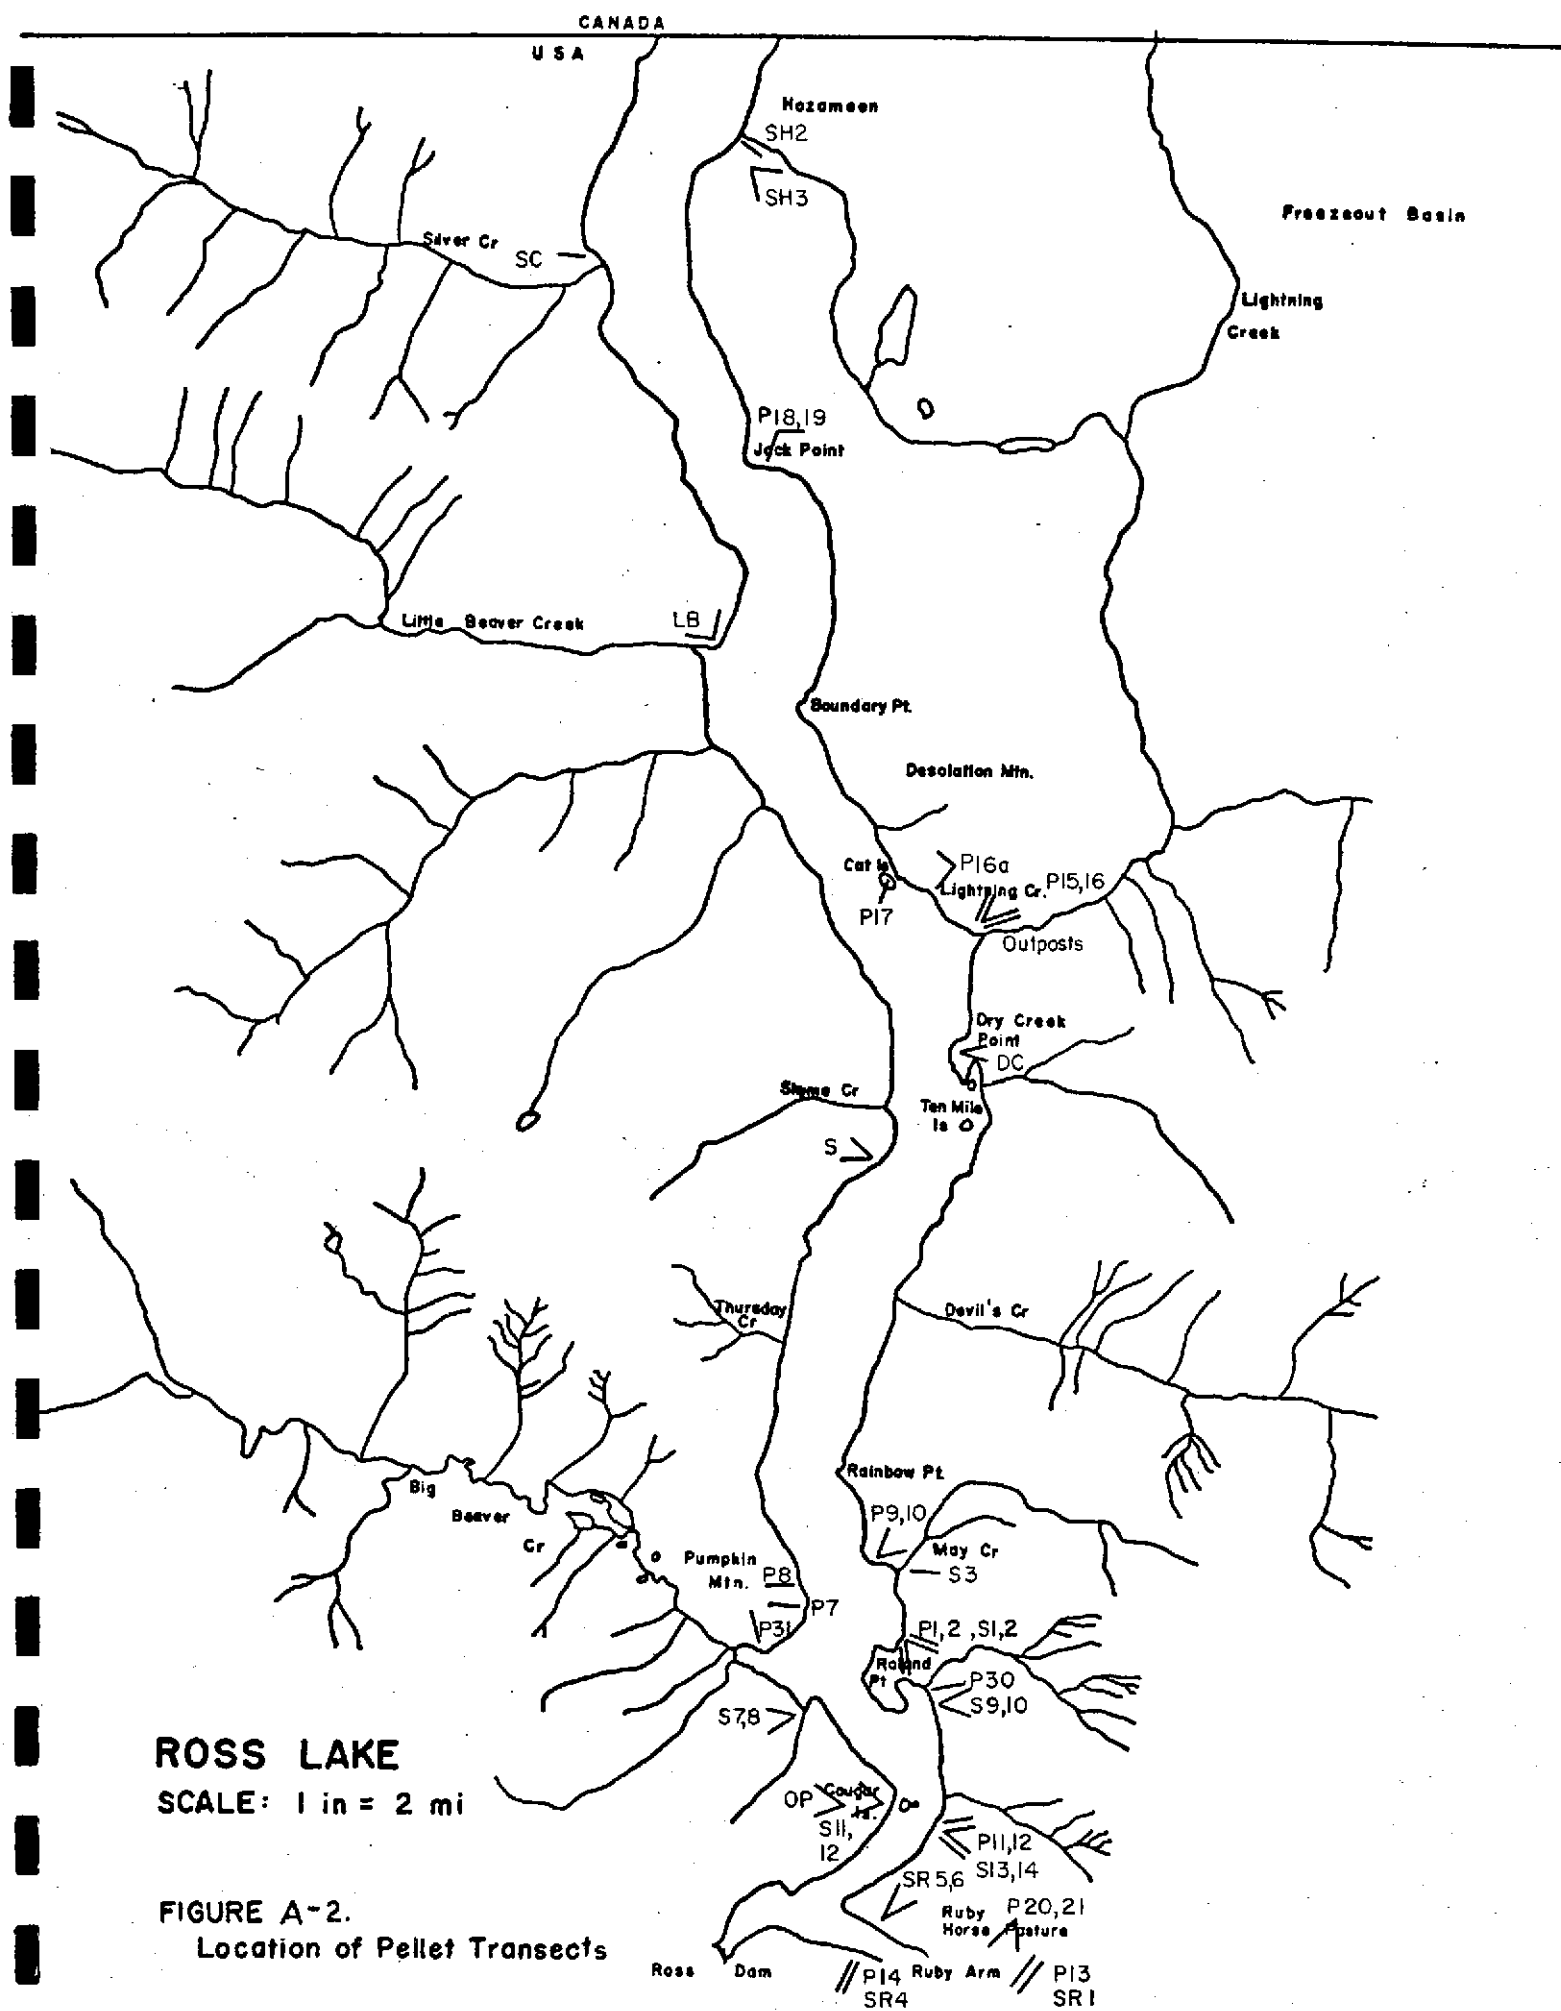 CANADA
USA
Hozameen
SH2
SH3
Freezeout Basin
Silver Cr
SC
Lightning
Creek
P18,19
Jack Point
Little Beaver Creek
LB
Boundary Pt.
Desolation Mtn.
Cat Is
P16a
Lightning Cr.
P15,16
P17
Outposts
Dry Creek
Point
DC
Skyme Cr
Ten Mile
Is
S
Thursday
Cr
Devil's Cr
Rainbow Pt
Big
Beaver
Cr
P9,10
May Cr
S3
Pumpkin
Mtn.
P8
P7
P31
P1,2 ,S1,2
Roland
Pt
P30
S9,10
S7,8
ROSS LAKE
SCALE: 1 in = 2 mi
OP
Cougar
Is.
S11,
12
P11,12
S13,14
SR5,6
Ruby
Horse Pasture
P20,21
FIGURE A-2.
Location of Pellet Transects
Ross Dam
P14
SR4
Ruby Arm
P13
SR1